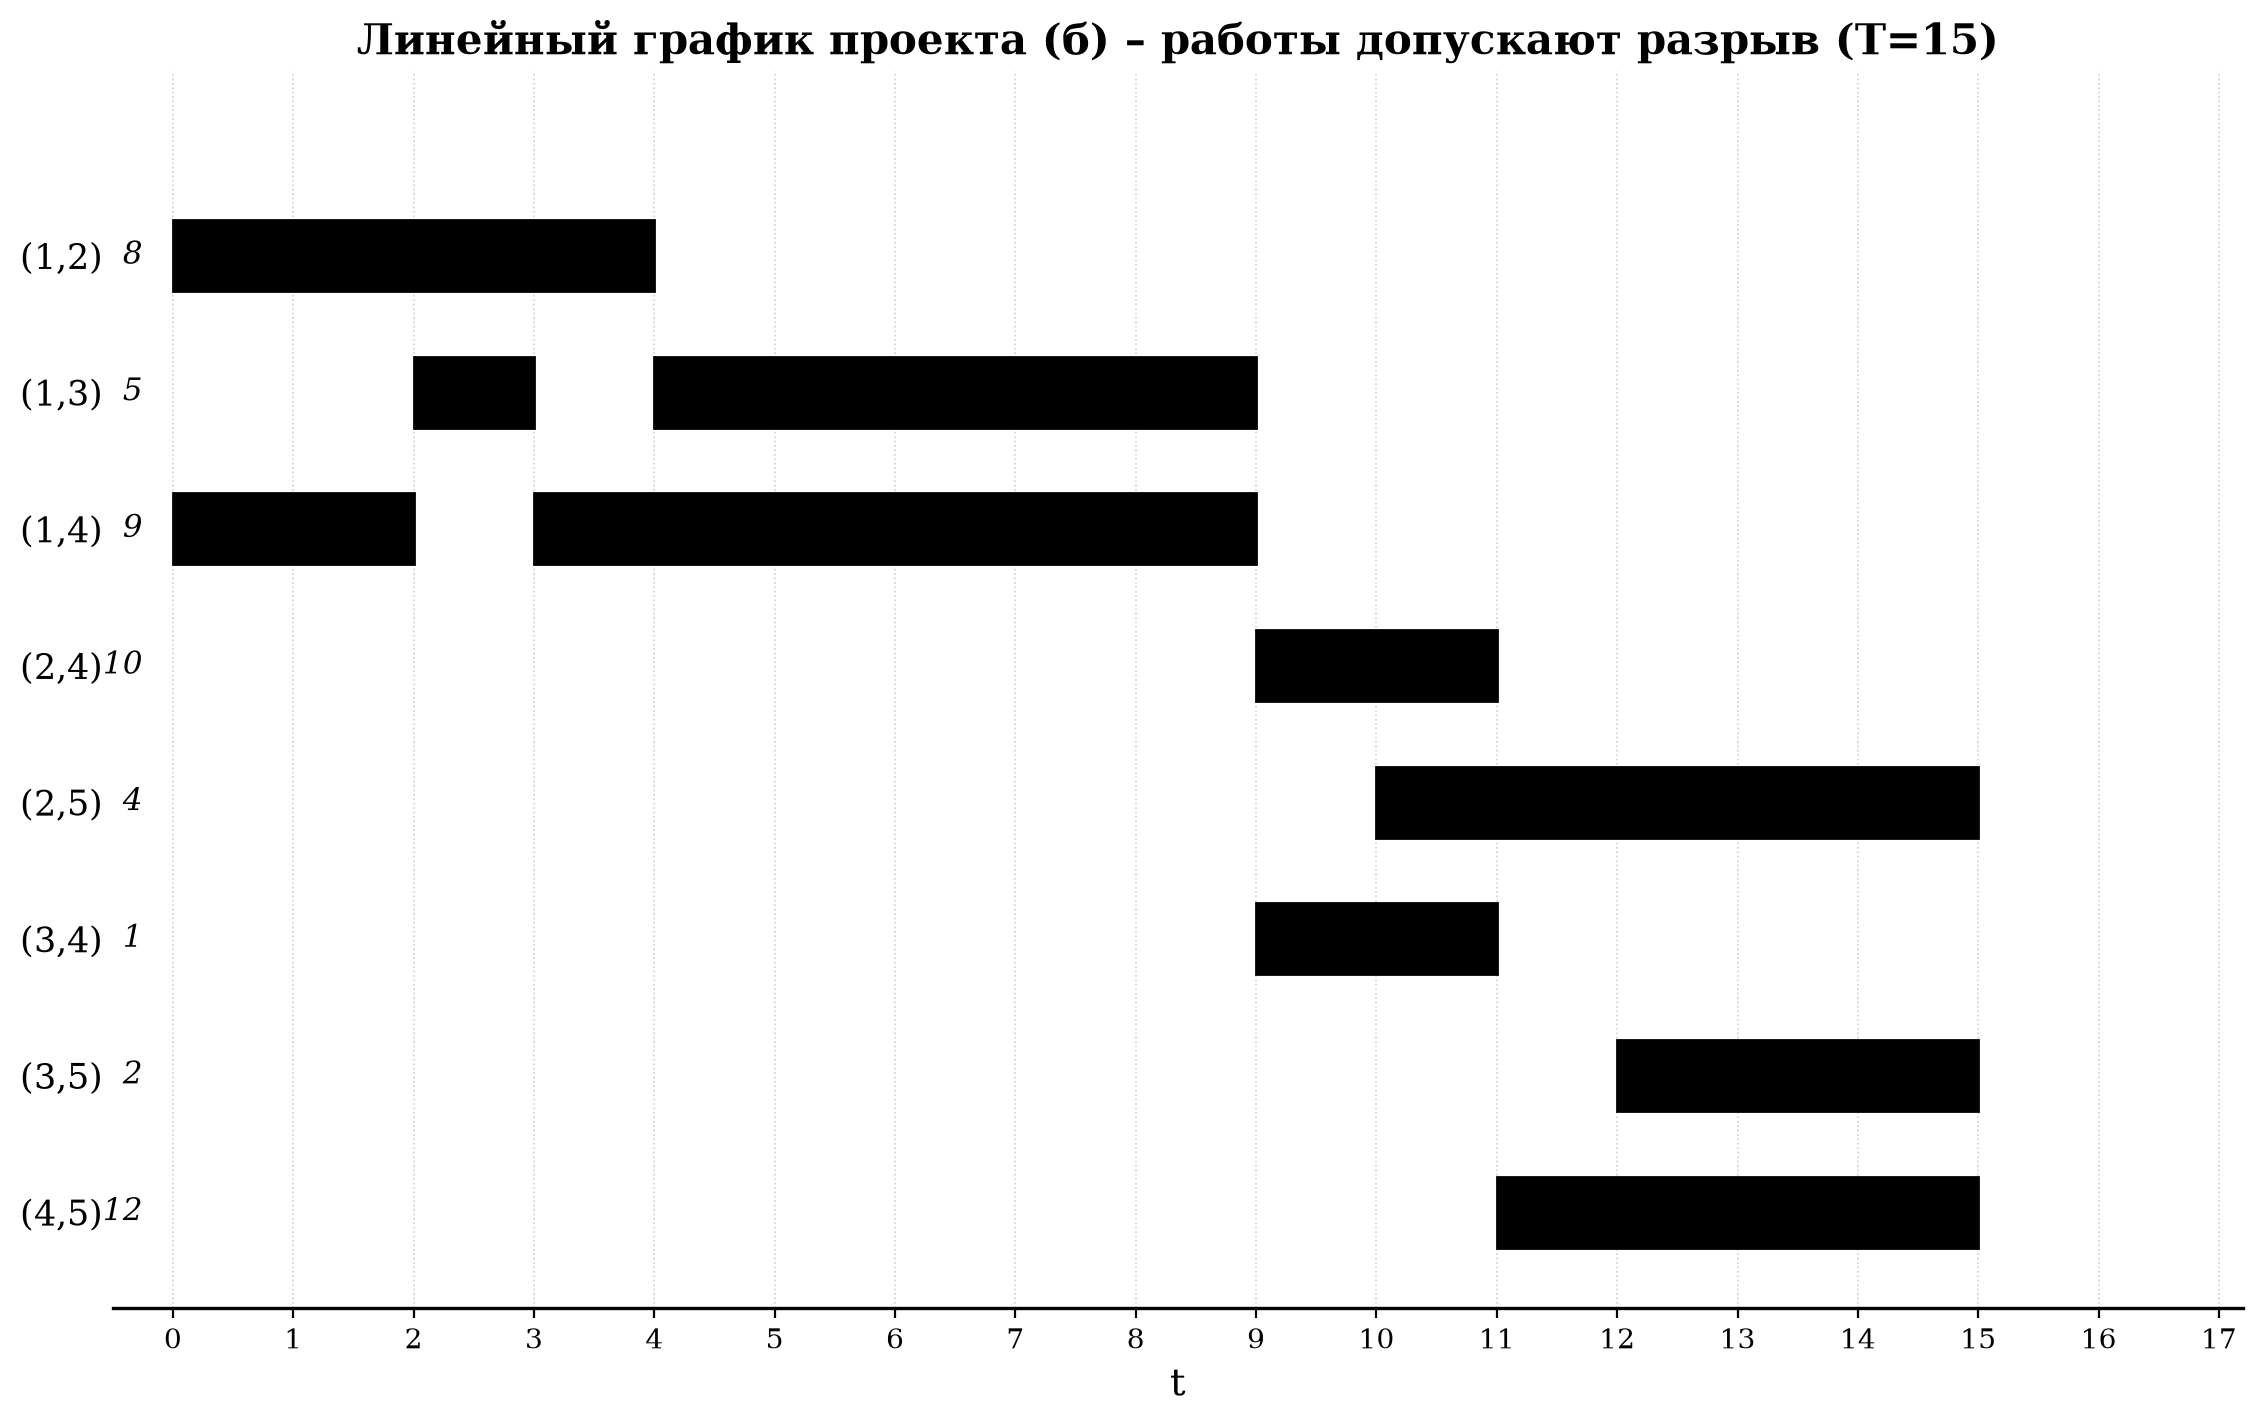 Линейный график проекта (б) – работы допускают разрыв (T=15)
(1,2) 8
(1,3) 5
(1,4) 9
(2,4) 10
(2,5) 4
(3,4) 1
(3,5) 2
(4,5) 12
0 1 2 3 4 5 6 7 8 9 10 11 12 13 14 15 16 17
t